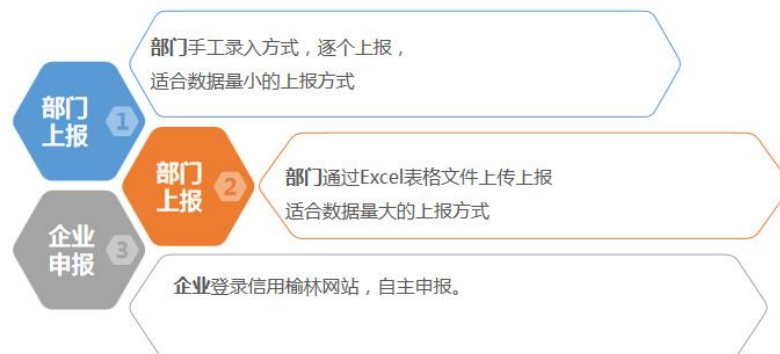 部门手工录入方式，逐个上报，
适合数据量小的上报方式
部门
上报
1
部门通过Excel表格文件上传上报
适合数据量大的上报方式
部门
上报
2
企业登录信用榆林网站，自主申报。
企业
申报
3